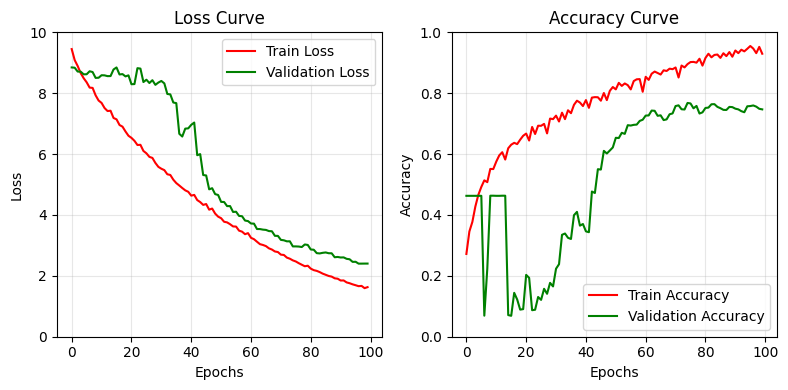 Loss Curve
10
8
6
4
2
0
Loss
Train Loss
Validation Loss
0 20 40 60 80 100
Epochs
Accuracy Curve
1.0
0.8
0.6
0.4
0.2
0.0
Accuracy
Train Accuracy
Validation Accuracy
0 20 40 60 80 100
Epochs